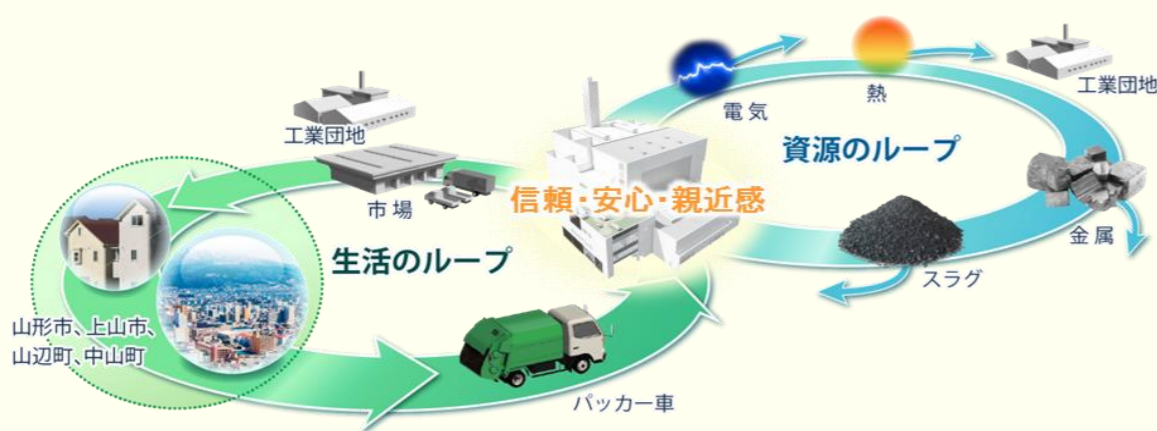 電気
熱
工業団地
工業団地
資源のループ
市場
信頼・安心・親近感
金属
生活のループ
スラグ
山形市、上山市、
山辺町、中山町
パッカー車